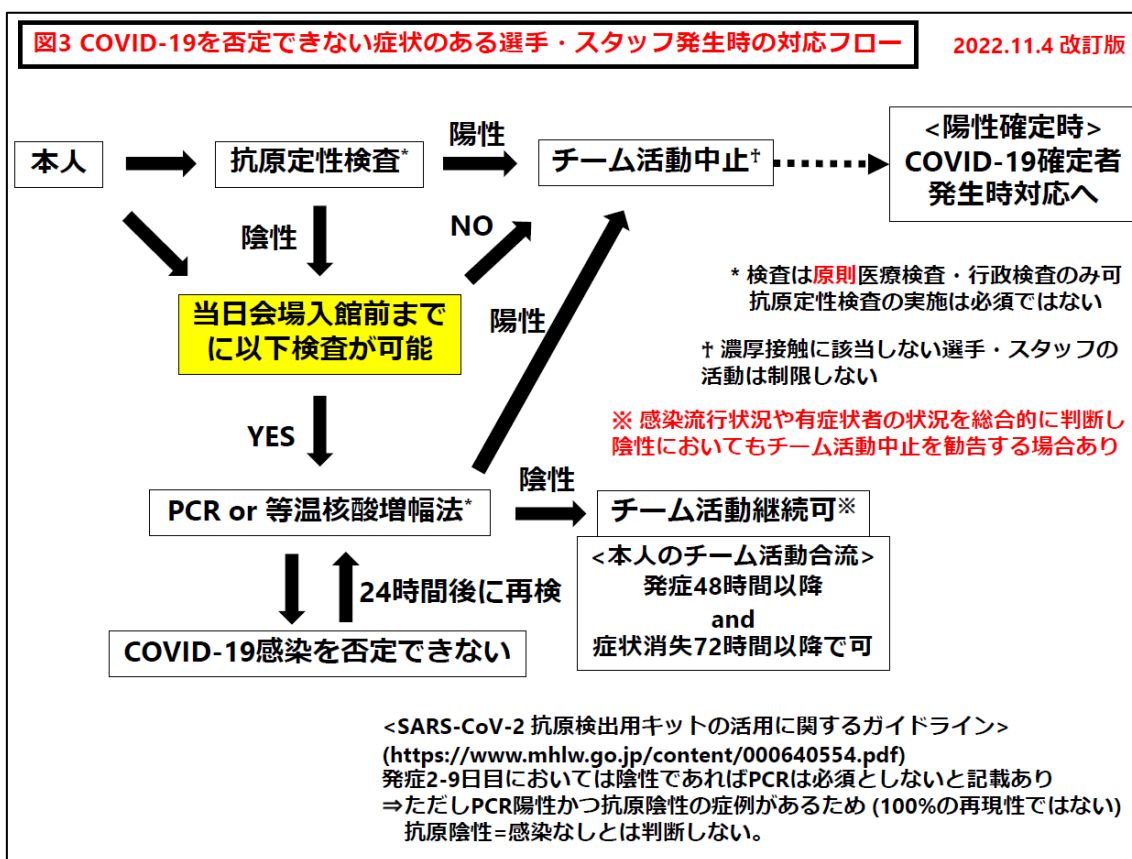 図3 COVID-19を否定できない症状のある選手・スタッフ発生時の対応フロー
2022.11.4 改訂版
本人
抗原定性検査*
陽性
チーム活動中止✝
<陽性確定時>
COVID-19確定者
発生時対応へ
陰性
NO
* 検査は原則医療検査・行政検査のみ可
抗原定性検査の実施は必須ではない
当日会場入館前まで
に以下検査が可能
陽性
✝ 濃厚接触に該当しない選手・スタッフの
活動は制限しない
YES
※ 感染流行状況や有症状者の状況を総合的に判断し
陰性においてもチーム活動中止を勧告する場合あり
PCR or 等温核酸増幅法*
陰性
チーム活動継続可※
<本人のチーム活動合流>
発症48時間以降
and
症状消失72時間以降で可
24時間後に再検
COVID-19感染を否定できない
<SARS-CoV-2 抗原検出用キットの活用に関するガイドライン>
(https://www.mhlw.go.jp/content/000640554.pdf)
発症2-9日目においては陰性であればPCRは必須としないと記載あり
⇒ただしPCR陽性かつ抗原陰性の症例があるため (100%の再現性ではない)
抗原陰性=感染なしとは判断しない。